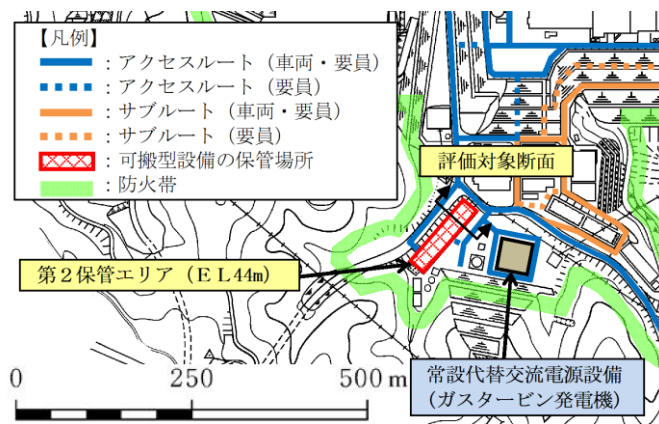 【凡例】
：アクセスルート（車両・要員）
：アクセスルート（要員）
：サブルート（車両・要員）
：サブルート（要員）
：可搬型設備の保管場所
：防火帯
評価対象断面
第２保管エリア（ＥＬ44m）
常設代替交流電源設備
（ガスタービン発電機）
0 250 500 m